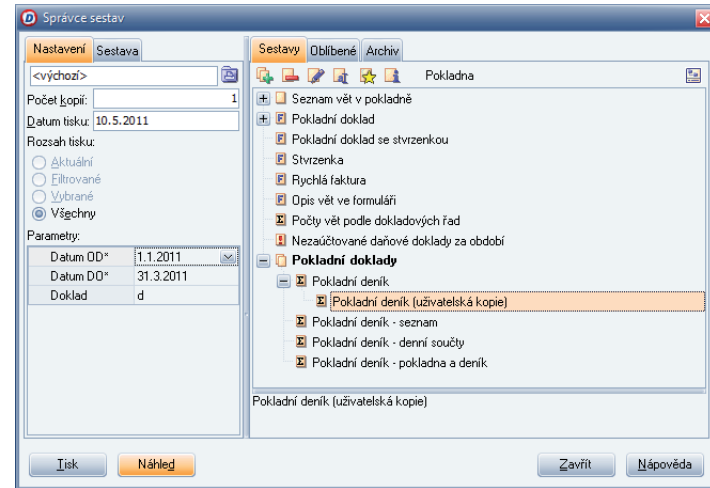 Správce sestav
Nastavení Sestava
<výchozí>
Počet kopií: 1
Datum tisku: 10.5.2011
Rozsah tisku:
Aktuální
Filtrované
Vybrané
Všechny
Parametry:
Datum OD* 1.1.2011
Datum DO* 31.3.2011
Doklad d
Tisk Náhled
Sestavy Oblíbené Archiv
Pokladna
Seznam vět v pokladně
Pokladní doklad
Pokladní doklad se stvrzenkou
Stvrzenka
Rychlá faktura
Opis vět ve formuláři
Počty vět podle dokladových řad
Nezaúčtované daňové doklady za období
Pokladní doklady
Pokladní deník
Pokladní deník (uživatelská kopie)
Pokladní deník - seznam
Pokladní deník - denní součty
Pokladní deník - pokladna a deník
Pokladní deník (uživatelská kopie)
Zavřít Nápověda